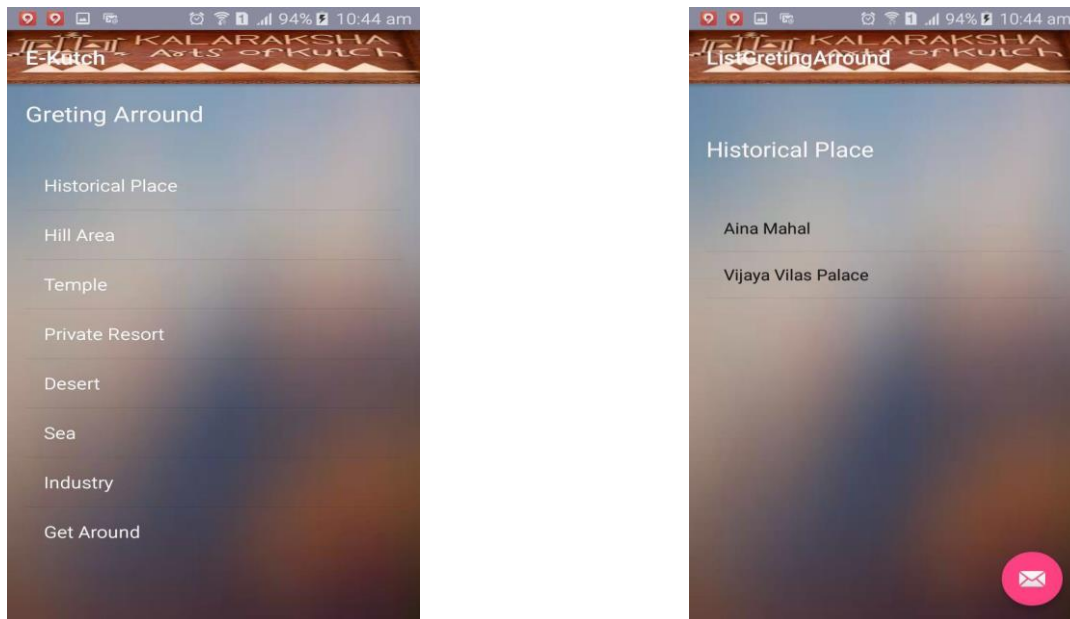 94% 10:44 am
KALARAKSHA
Arts of Kutch
E-Kutch
Greting Arround
Historical Place
Hill Area
Temple
Private Resort
Desert
Sea
Industry
Get Around
94% 10:44 am
KALARAKSHA
Arts of Kutch
ListGretingArround
Historical Place
Aina Mahal
Vijaya Vilas Palace